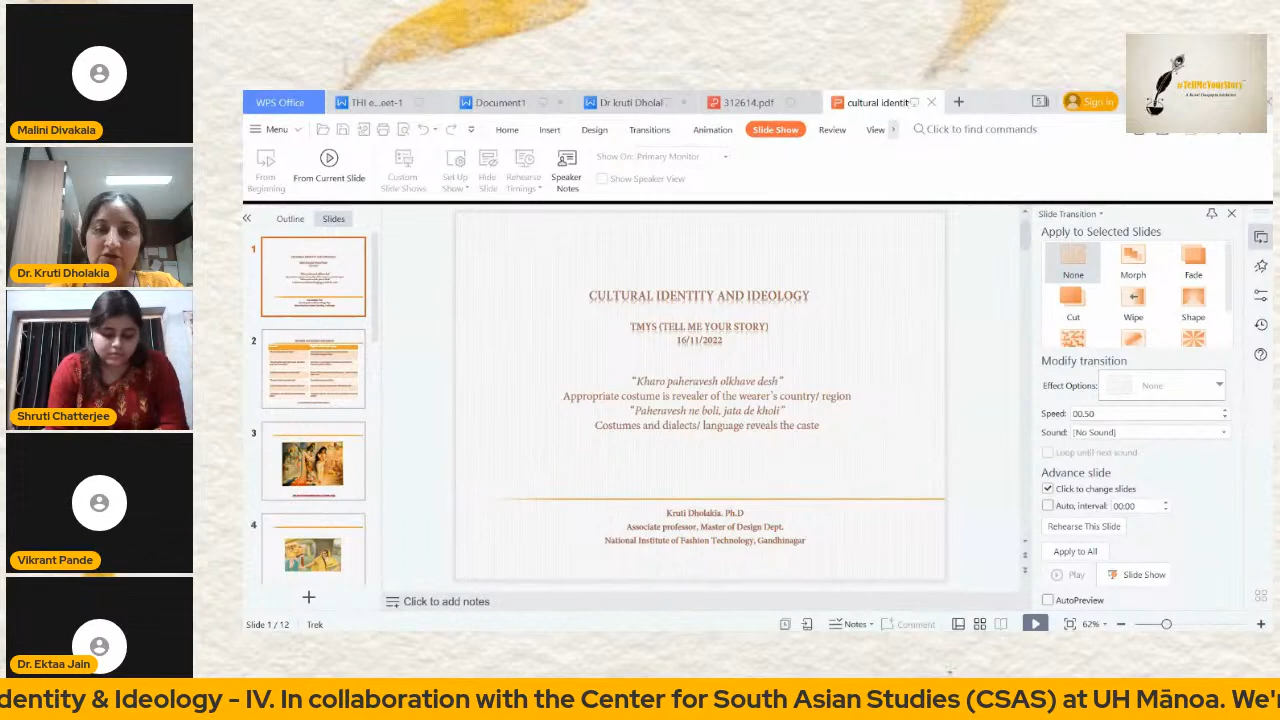 Malini Divakala
Dr. Kruti Dholakia
Shruti Chatterjee
Vikrant Pande
Dr. Ektaa Jain
#TellMeYourStory
WPS Office
THI e...eet-1
Document1
Dr kruti Dholal
312614.pdf
cultural identit
Sign in
Menu
Home
Insert
Design
Transitions
Animation
Slide Show
Review
View
Click to find commands
From Beginning
From Current Slide
Custom Slide Shows
Set Up Show
Hide Slide
Rehearse Timings
Speaker Notes
Show On: Primary Monitor
Show Speaker View
Outline
Slides
1
2
3
4
CULTURAL IDENTITY AND IDEOLOGY
TMYS (TELL ME YOUR STORY)
16/11/2022
“Kharo paheravesh olkhave desh”
Appropriate costume is revealer of the wearer's country/ region
“Paheravesh ne boli, jata de kholi”
Costumes and dialects/ language reveals the caste
Kruti Dholakia. Ph.D
Associate professor, Master of Design Dept.
National Institute of Fashion Technology, Gandhinagar
Click to add notes
Slide Transition
Apply to Selected Slides
None
Morph
Fade
Cut
Wipe
Shape
Modify transition
Effect Options:
None
Speed: 00.50
Sound: [No Sound]
Loop until next sound
Advance slide
Click to change slides
Auto, interval: 00:00
Rehearse This Slide
Apply to All
Play
Slide Show
AutoPreview
Slide 1 / 12
Trek
Notes
Comment
62%
dentity & Ideology - IV. In collaboration with the Center for South Asian Studies (CSAS) at UH Mānoa. We'r